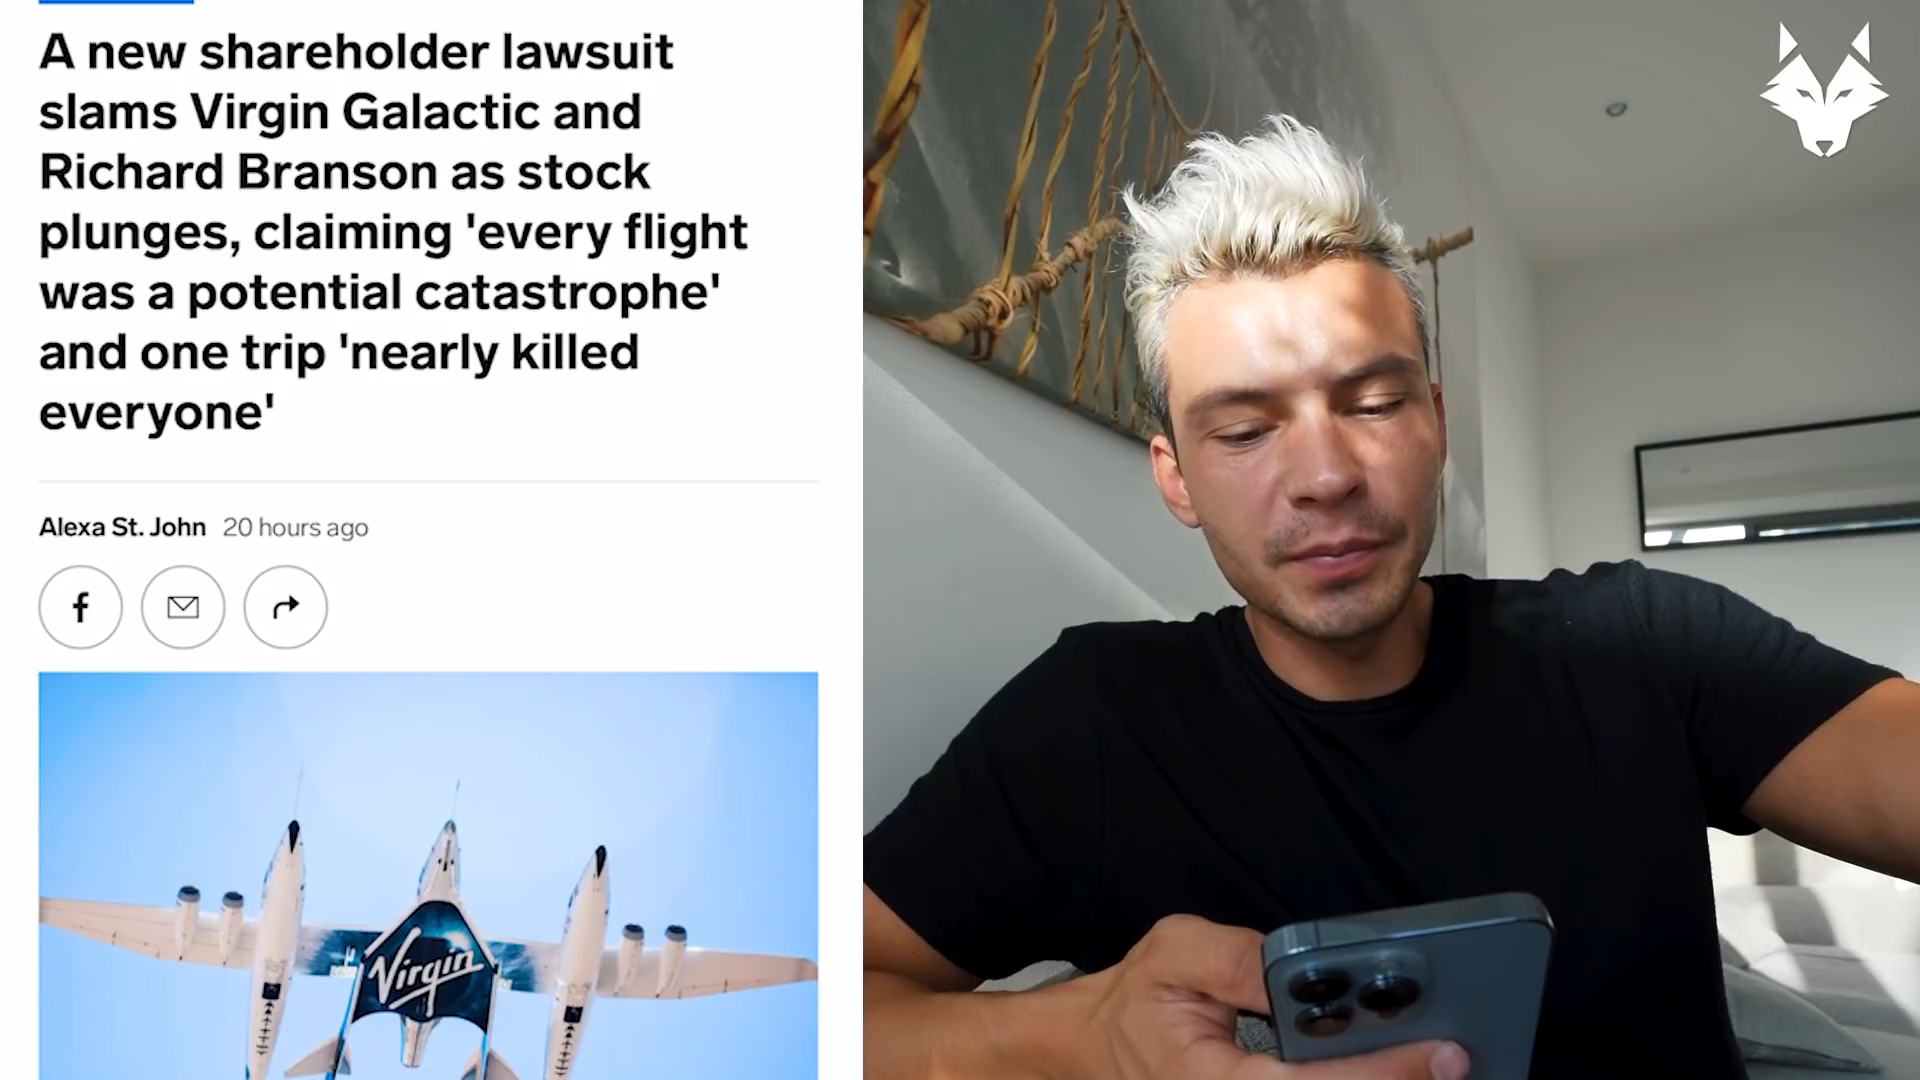 A new shareholder lawsuit
slams Virgin Galactic and
Richard Branson as stock
plunges, claiming 'every flight
was a potential catastrophe'
and one trip 'nearly killed
everyone'
Alexa St. John 20 hours ago
f
Virgin